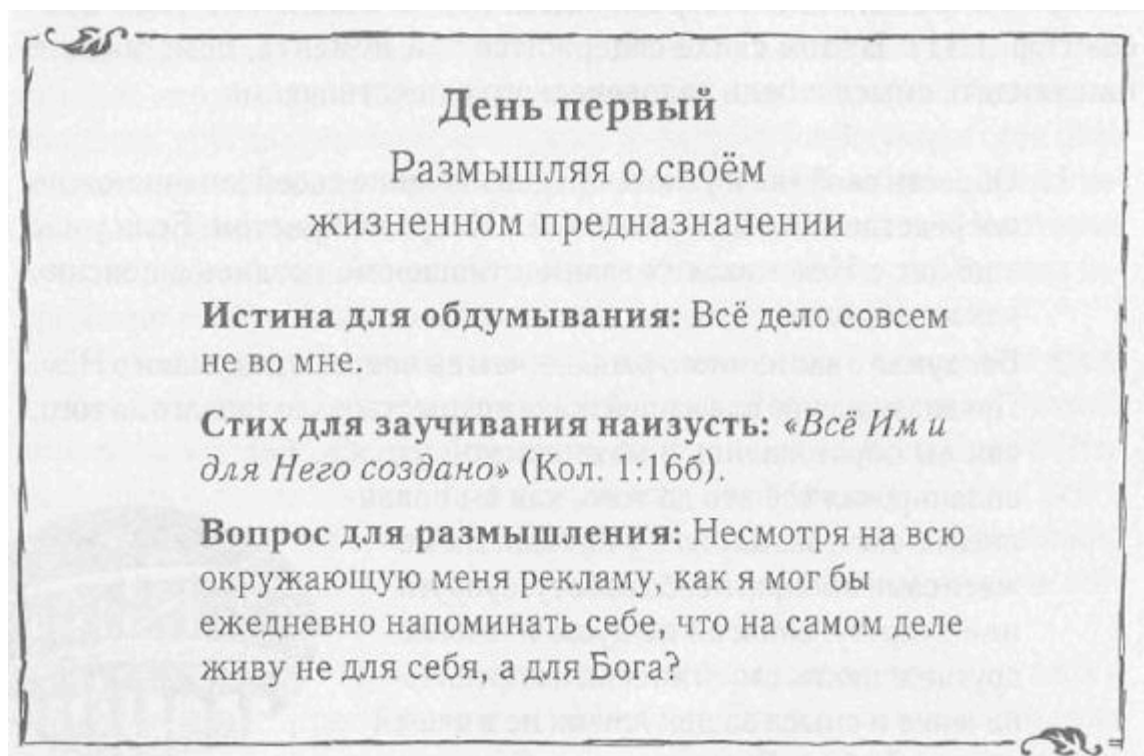 День первый
Размышляя о своём
жизненном предназначении
Истина для обдумывания: Всё дело совсем
не во мне.
Стих для заучивания наизусть: «Всё Им и
для Него создано» (Кол. 1:16б).
Вопрос для размышления: Несмотря на всю
окружающую меня рекламу, как я мог бы
ежедневно напоминать себе, что на самом деле
живу не для себя, а для Бога?